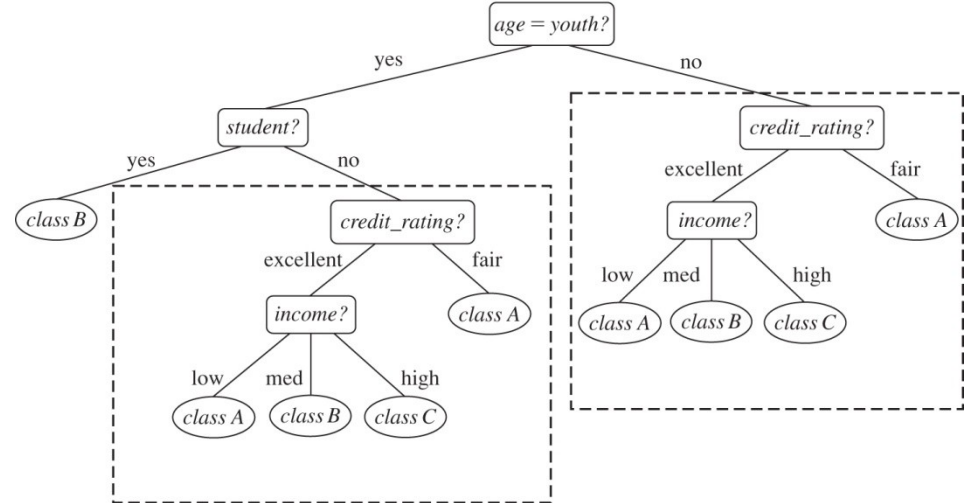 age = youth?
yes
no
student?
credit_rating?
yes
no
excellent
fair
class B
credit_rating?
income?
class A
excellent
fair
low
med
high
income?
class A
class A
class B
class C
low
med
high
class A
class B
class C